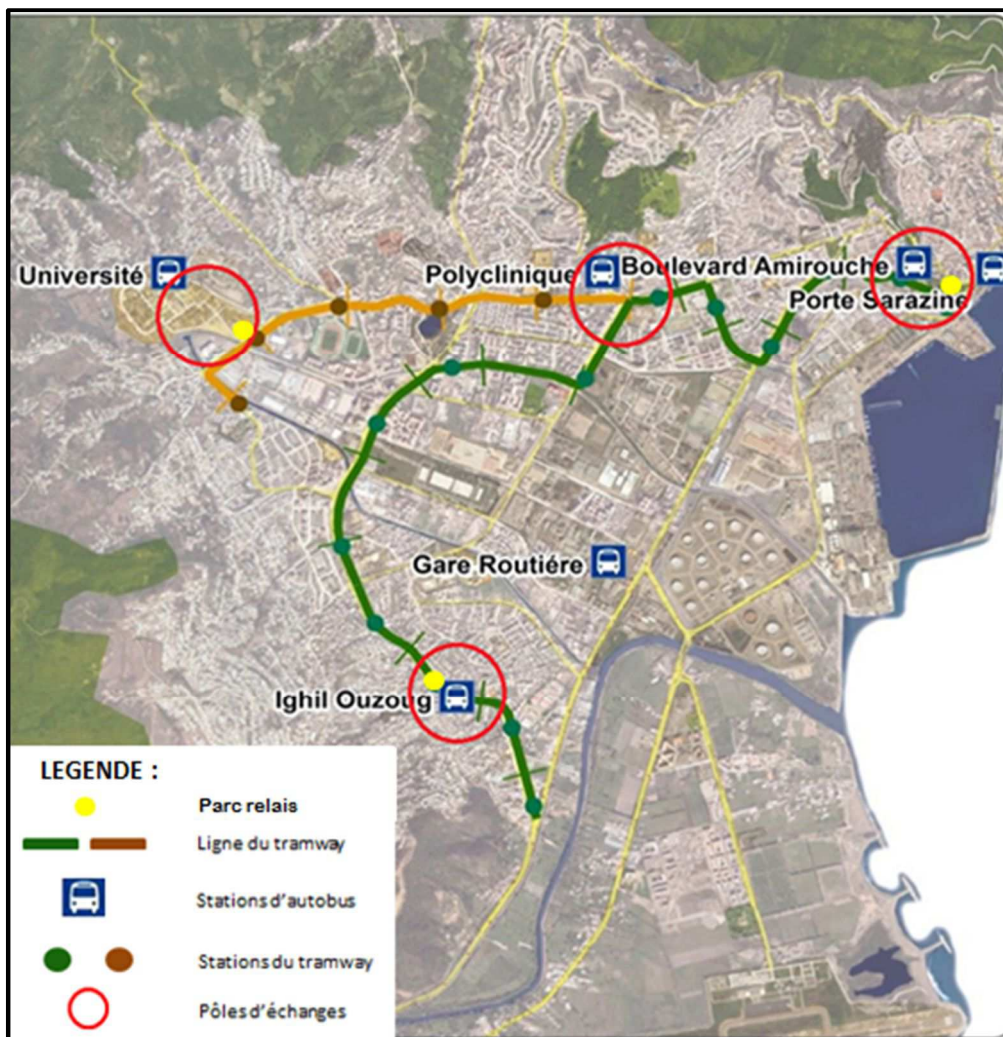 Université
Polyclinique
Boulevard Amirouche
Porte Sarazine
Gare Routiére
Ighil Ouzoug
LEGENDE :
Parc relais
Ligne du tramway
Stations d'autobus
Stations du tramway
Pôles d'échanges